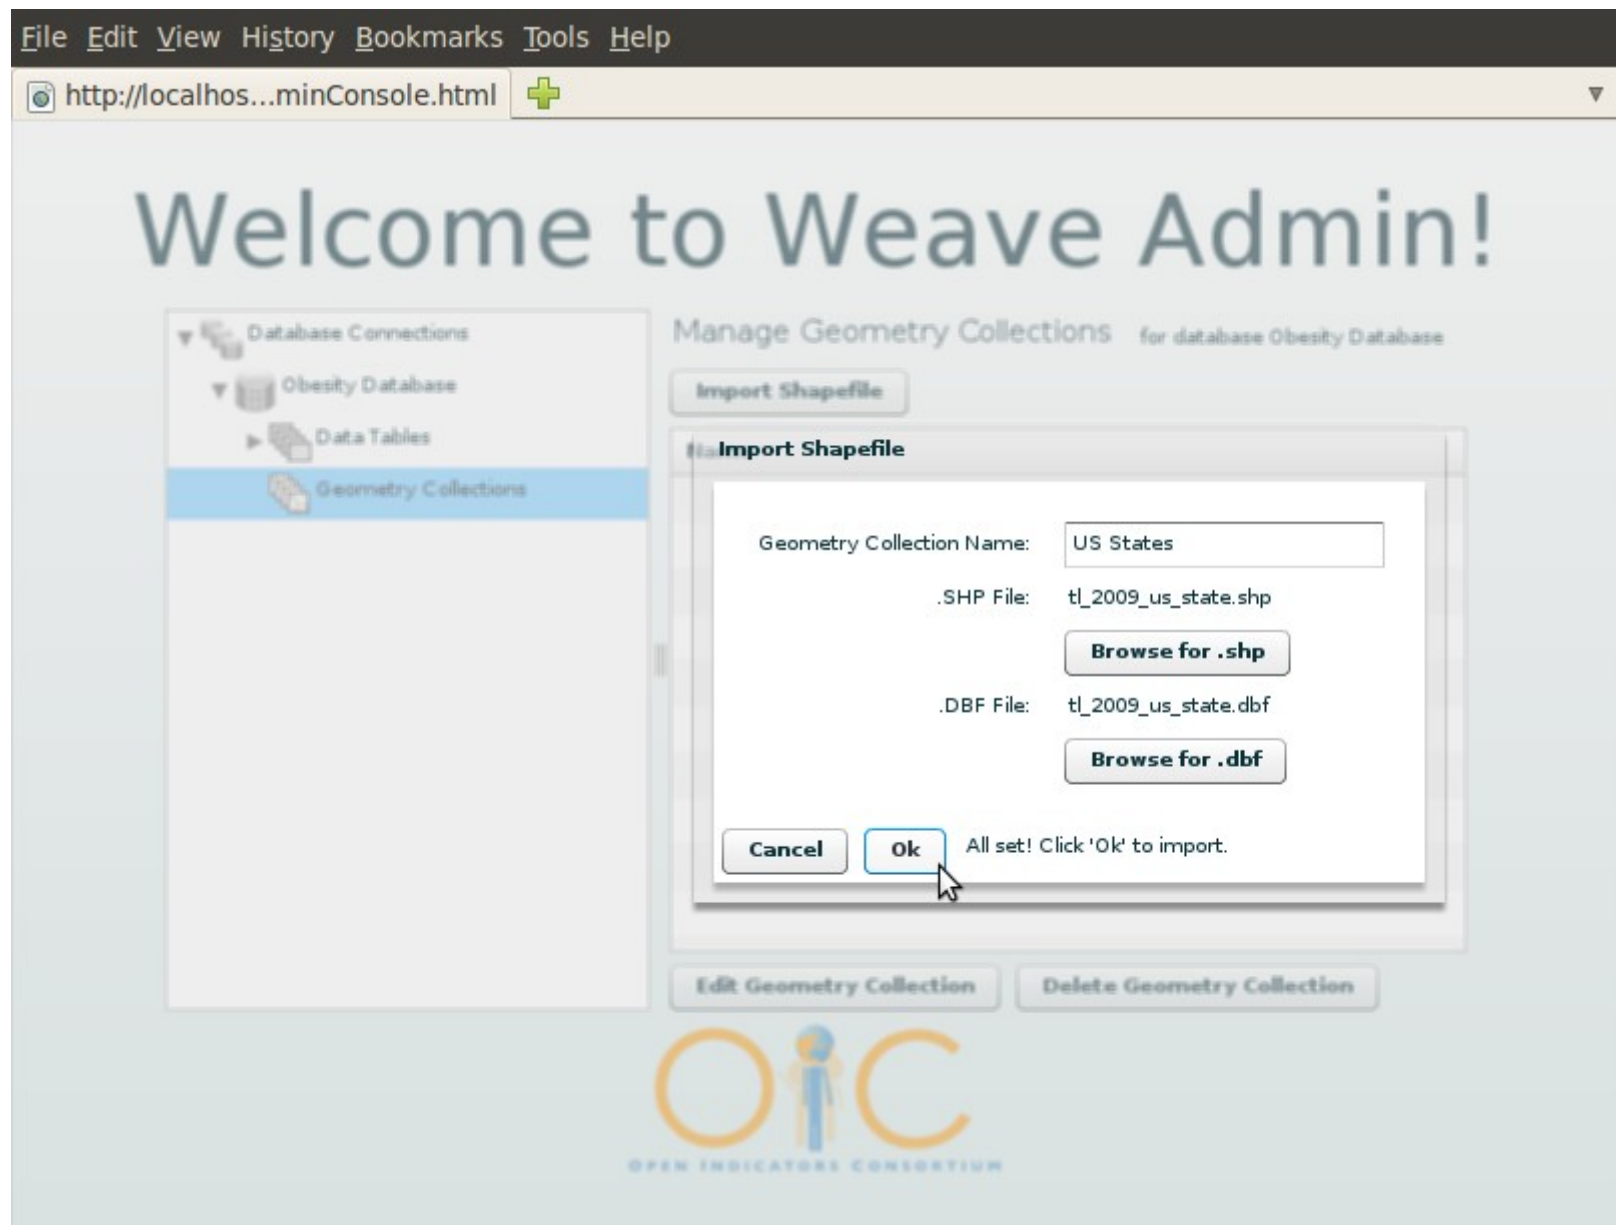 File Edit View History Bookmarks Tools Help
http://localhos...minConsole.html
Welcome to Weave Admin!
Database Connections
Obesity Database
Data Tables
Geometry Collections
Manage Geometry Collections for database Obesity Database
Import Shapefile
Import Shapefile
Geometry Collection Name: US States
.SHP File: tl_2009_us_state.shp
Browse for .shp
.DBF File: tl_2009_us_state.dbf
Browse for .dbf
Cancel Ok All set! Click 'Ok' to import.
Edit Geometry Collection Delete Geometry Collection
OiC
OPEN INDICATORS CONSORTIUM